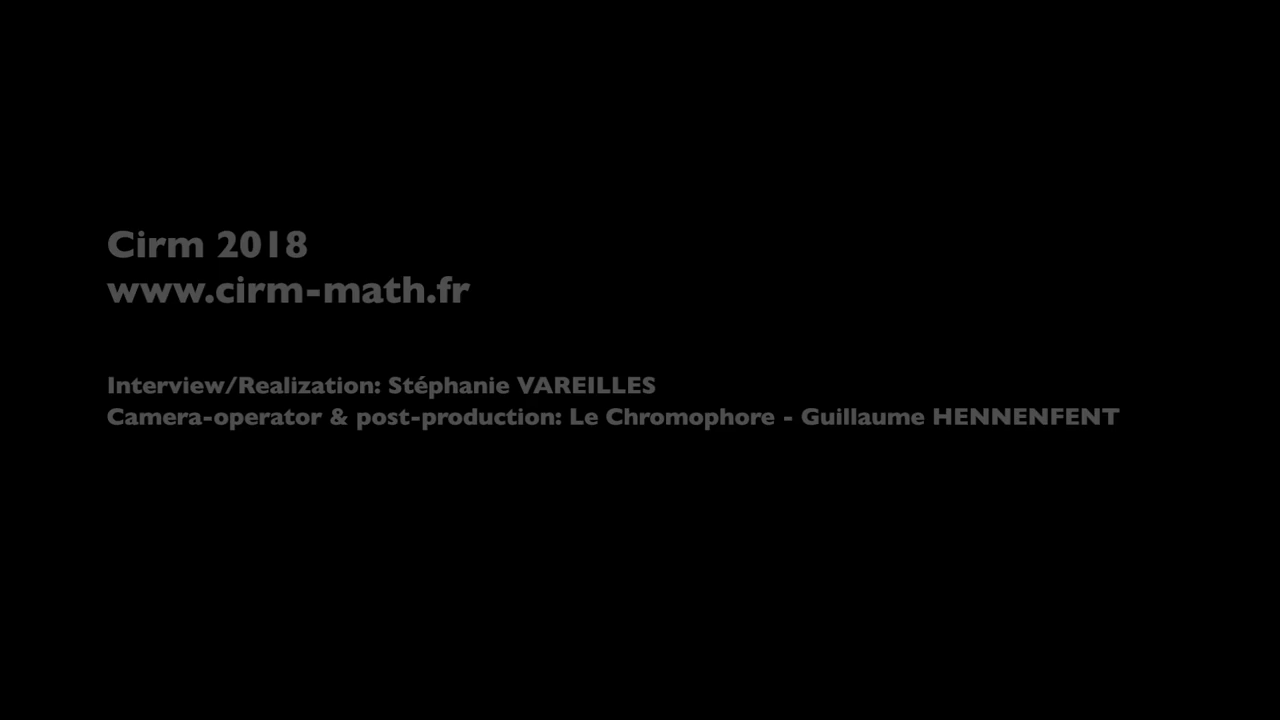 Cirm 2018
www.cirm-math.fr
Interview/Realization: Stéphanie VAREILLES
Camera-operator & post-production: Le Chromophore - Guillaume HENNENFENT